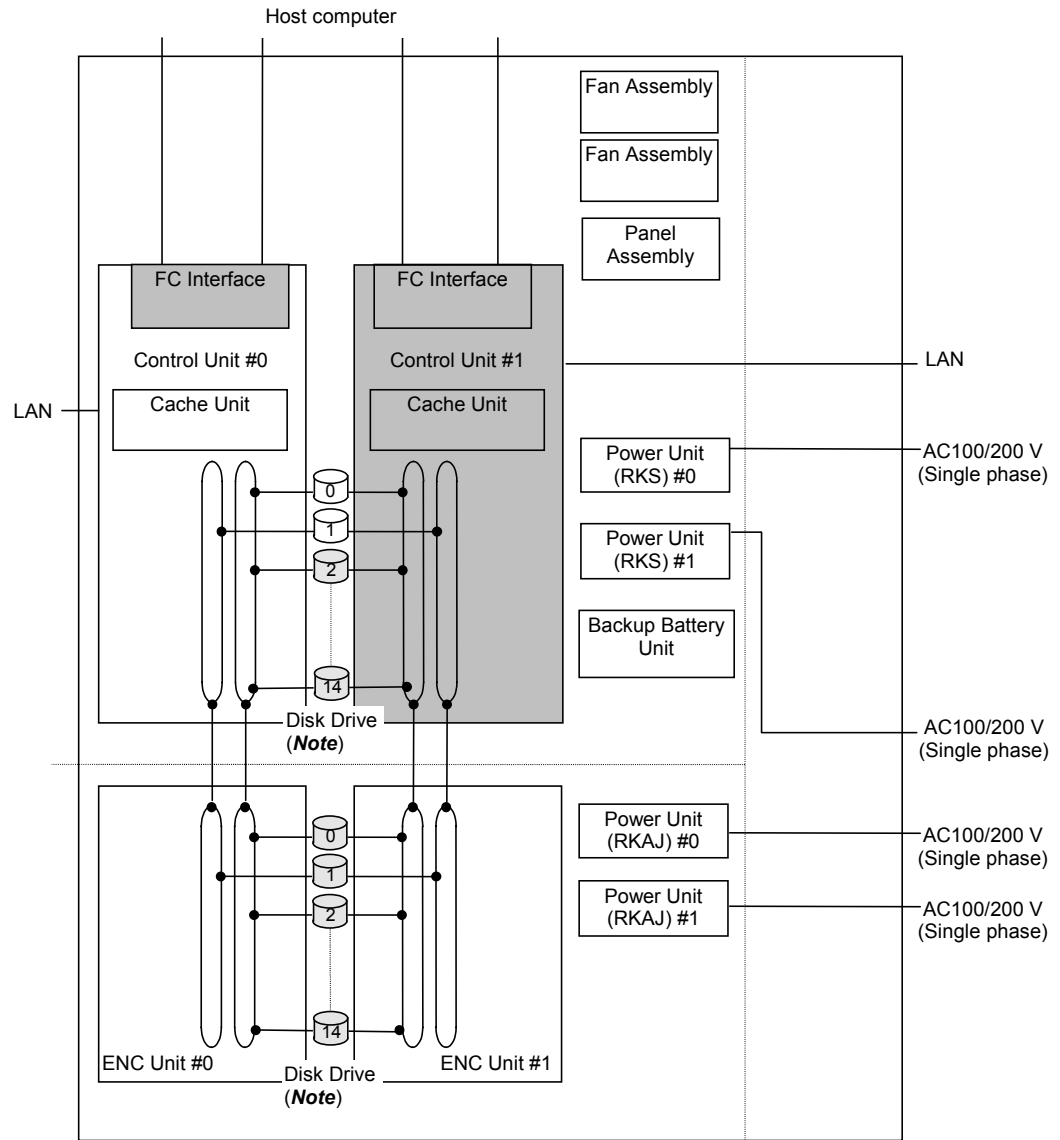 Host computer
Fan Assembly
Fan Assembly
Panel
Assembly
FC Interface
FC Interface
Control Unit #0
Control Unit #1
LAN
LAN
Cache Unit
Cache Unit
Power Unit
(RKS) #0
AC100/200 V
(Single phase)
0
1
2
14
Power Unit
(RKS) #1
Backup Battery
Unit
Disk Drive
(Note)
AC100/200 V
(Single phase)
0
1
2
14
Power Unit
(RKAJ) #0
AC100/200 V
(Single phase)
Power Unit
(RKAJ) #1
AC100/200 V
(Single phase)
ENC Unit #0
ENC Unit #1
Disk Drive
(Note)